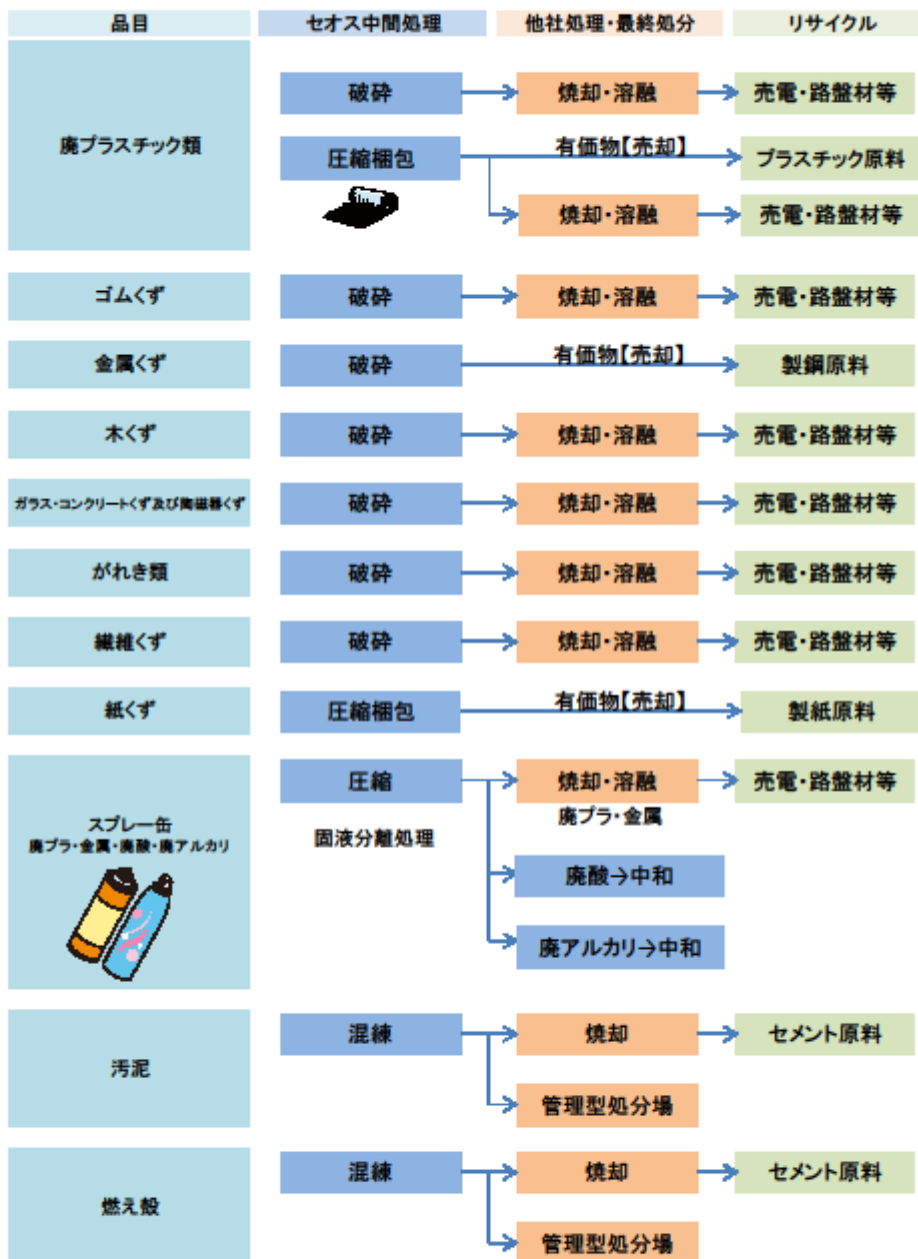 品目 セオス中間処理 他社処理・最終処分 リサイクル
廃プラスチック類
破砕 焼却・溶融 売電・路盤材等
圧縮梱包 有価物【売却】 プラスチック原料
焼却・溶融 売電・路盤材等
ゴムくず 破砕 焼却・溶融 売電・路盤材等
金属くず 破砕 有価物【売却】 製鋼原料
木くず 破砕 焼却・溶融 売電・路盤材等
ガラス・コンクリートくず及び陶磁器くず 破砕 焼却・溶融 売電・路盤材等
がれき類 破砕 焼却・溶融 売電・路盤材等
繊維くず 破砕 焼却・溶融 売電・路盤材等
紙くず 圧縮梱包 有価物【売却】 製紙原料
スプレー缶
廃プラ・金属・廃酸・廃アルカリ
圧縮 焼却・溶融 売電・路盤材等
固液分離処理 廃プラ・金属
廃酸→中和
廃アルカリ→中和
汚泥 混練 焼却 セメント原料
管理型処分場
燃え殻 混練 焼却 セメント原料
管理型処分場